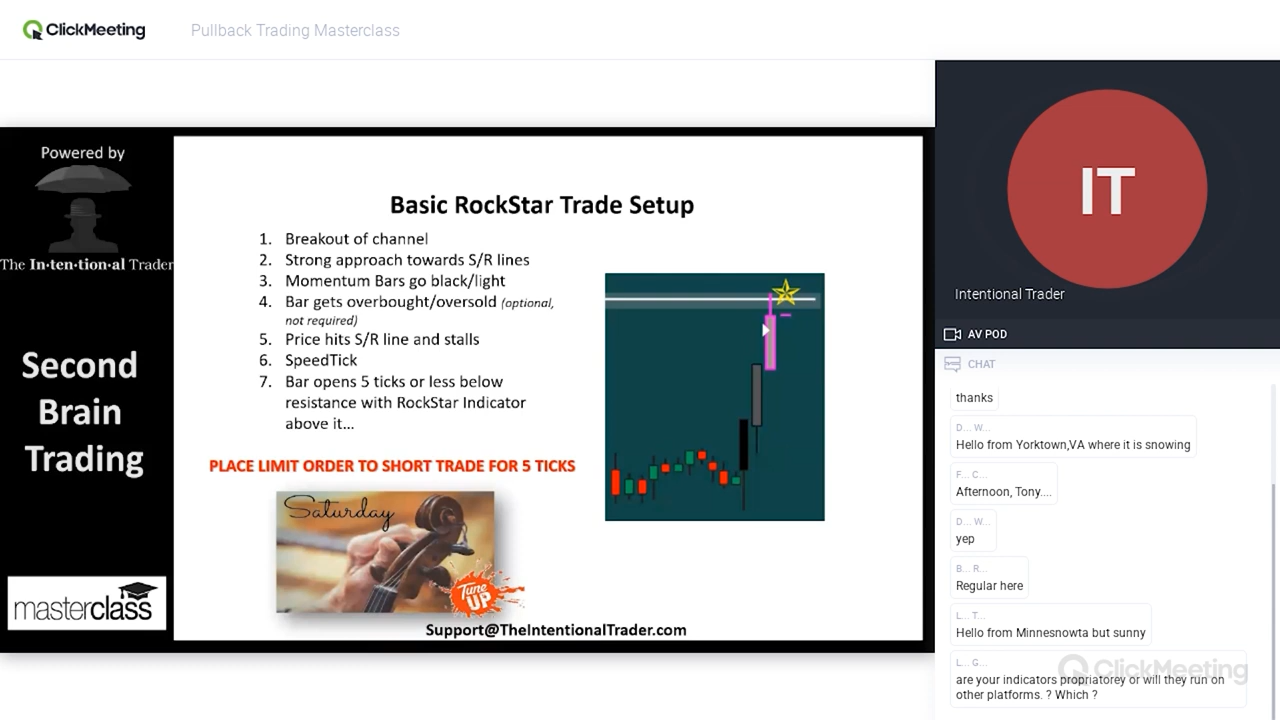 ClickMeeting
Pullback Trading Masterclass
Powered by
The In·ten·tion·al Trader
Second
Brain
Trading
masterclass
Basic RockStar Trade Setup
1. Breakout of channel
2. Strong approach towards S/R lines
3. Momentum Bars go black/light
4. Bar gets overbought/oversold (optional,
not required)
5. Price hits S/R line and stalls
6. SpeedTick
7. Bar opens 5 ticks or less below
resistance with RockStar Indicator
above it...
PLACE LIMIT ORDER TO SHORT TRADE FOR 5 TICKS
Saturday
Tune
UP
Support@TheIntentionalTrader.com
IT
Intentional Trader
AV POD
CHAT
thanks
D... W...
Hello from Yorktown,VA where it is snowing
F... C...
Afternoon, Tony....
D... W...
yep
B... R...
Regular here
L... T...
Hello from Minnesnowta but sunny
L... G...
are your indicators propriatorey or will they run on
other platforms. ? Which ?
ClickMeeting